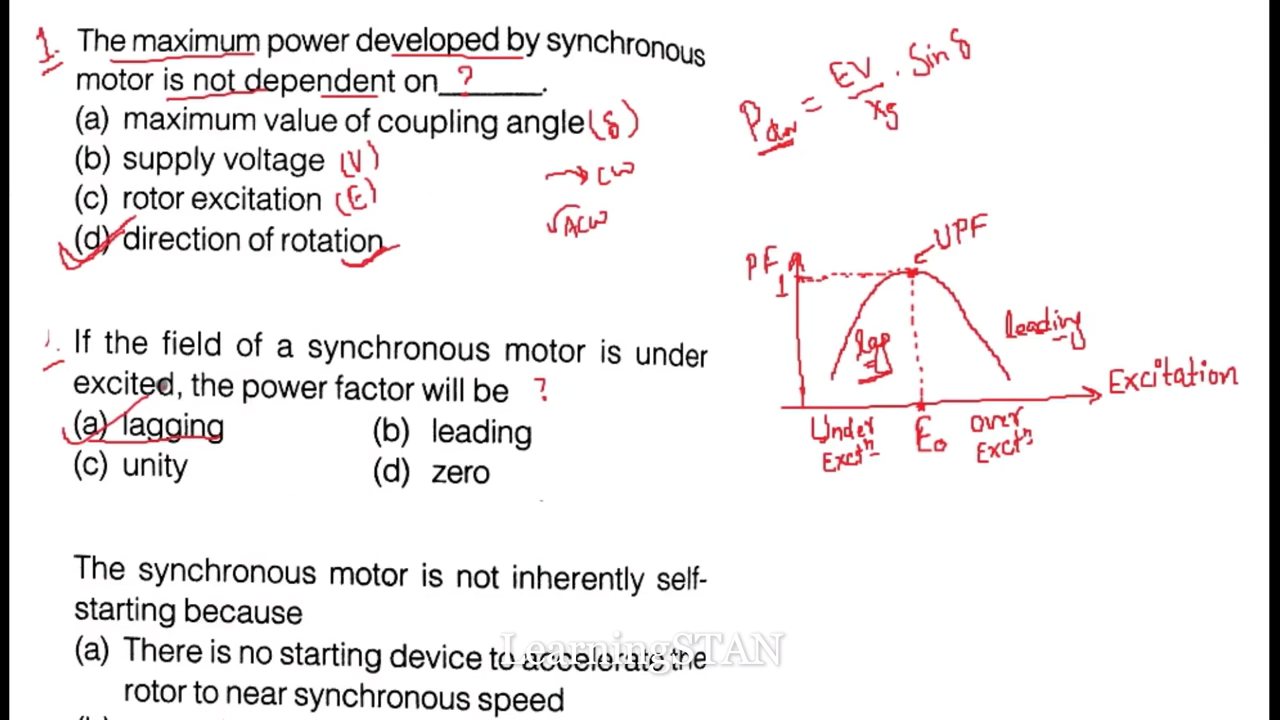 1. The maximum power developed by synchronous
motor is not dependent on ? ______.
(a) maximum value of coupling angle (δ)
(b) supply voltage (V)
(c) rotor excitation (E)
(d) direction of rotation
→ CW
√ACW
P = EV/xs . Sin δ
If the field of a synchronous motor is under
excited, the power factor will be ?
(a) lagging (b) leading
(c) unity (d) zero
PF
1
UPF
lag
leading
Excitation
Under
Excтⁿ
E₀
over
Exctⁿ
The synchronous motor is not inherently self-
starting because
(a) There is no starting device to accelerate the
rotor to near synchronous speed
LearningSTAN